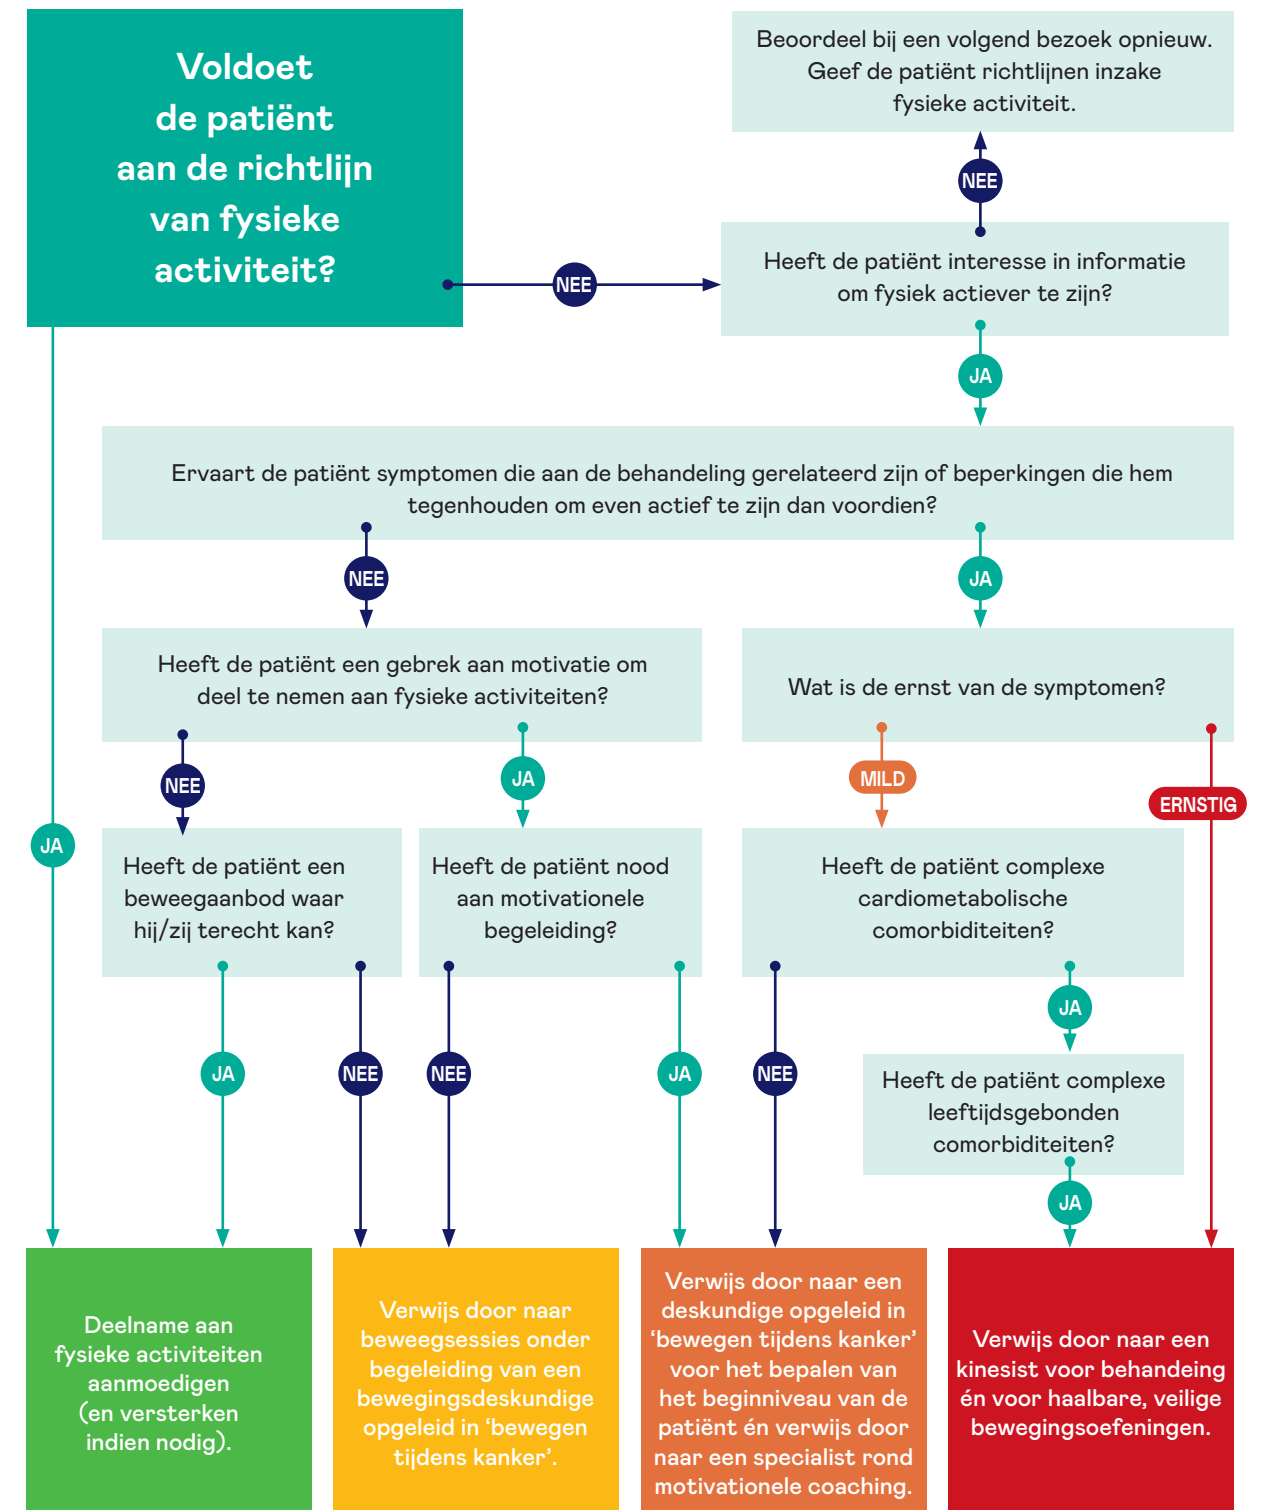 Voldoet
de patiënt
aan de richtlijn
van fysieke
activiteit?
Beoordeel bij een volgend bezoek opnieuw.
Geef de patiënt richtlijnen inzake
fysieke activiteit.
NEE
Heeft de patiënt interesse in informatie
om fysiek actiever te zijn?
NEE
JA
Ervaart de patiënt symptomen die aan de behandeling gerelateerd zijn of beperkingen die hem
tegenhouden om even actief te zijn dan voordien?
NEE
JA
Heeft de patiënt een gebrek aan motivatie om
deel te nemen aan fysieke activiteiten?
Wat is de ernst van de symptomen?
NEE
JA
MILD
ERNSTIG
JA
Heeft de patiënt een
beweegaanbod waar
hij/zij terecht kan?
Heeft de patiënt nood
aan motivationele
begeleiding?
Heeft de patiënt complexe
cardiometabolische
comorbiditeiten?
JA
JA
NEE
NEE
JA
NEE
Heeft de patiënt complexe
leeftijdsgebonden
comorbiditeiten?
JA
Deelname aan
fysieke activiteiten
aanmoedigen
(en versterken
indien nodig).
Verwijs door naar
beweegsessies onder
begeleiding van een
bewegingsdeskundige
opgeleid in ‘bewegen
tijdens kanker’.
Verwijs door naar een
deskundige opgeleid in
‘bewegen tijdens kanker’
voor het bepalen van
het beginniveau van de
patiënt én verwijs door
naar een specialist rond
motivationele coaching.
Verwijs door naar een
kinesist voor behandeing
én voor haalbare, veilige
bewegingsoefeningen.